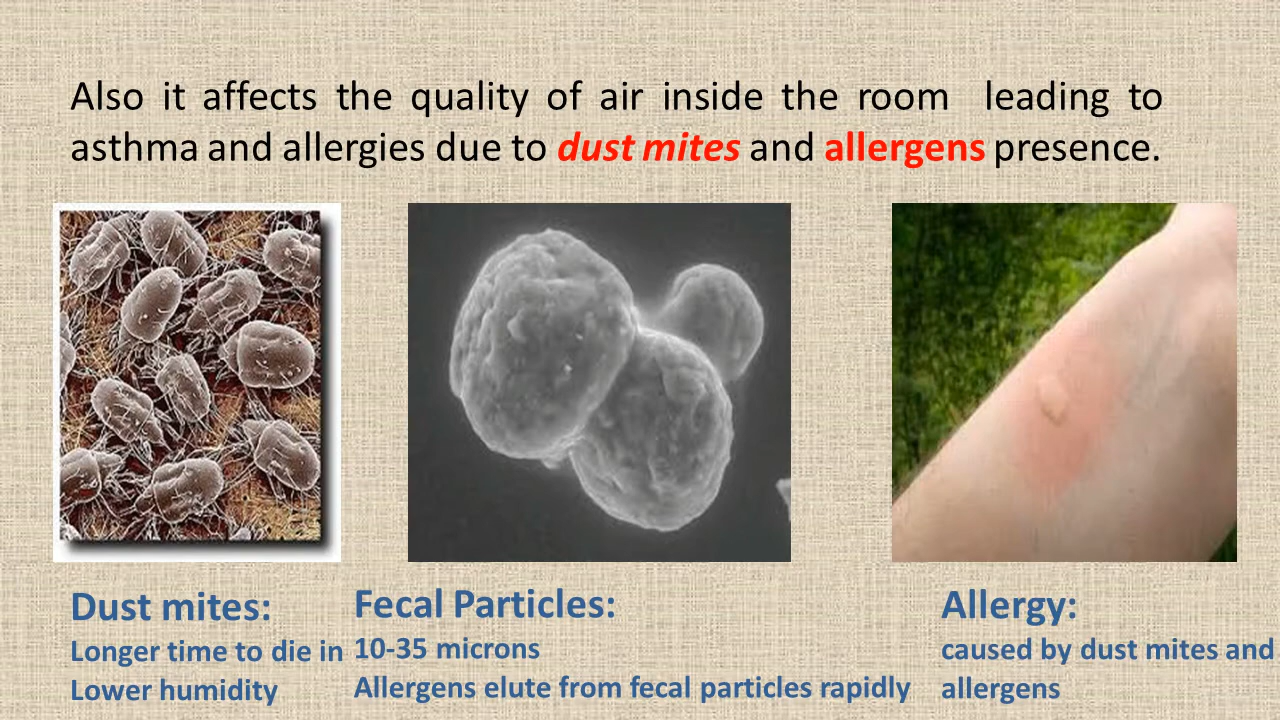 Also it affects the quality of air inside the room leading to
asthma and allergies due to dust mites and allergens presence.
Dust mites:
Longer time to die in
Lower humidity
Fecal Particles:
10-35 microns
Allergens elute from fecal particles rapidly
Allergy:
caused by dust mites and
allergens